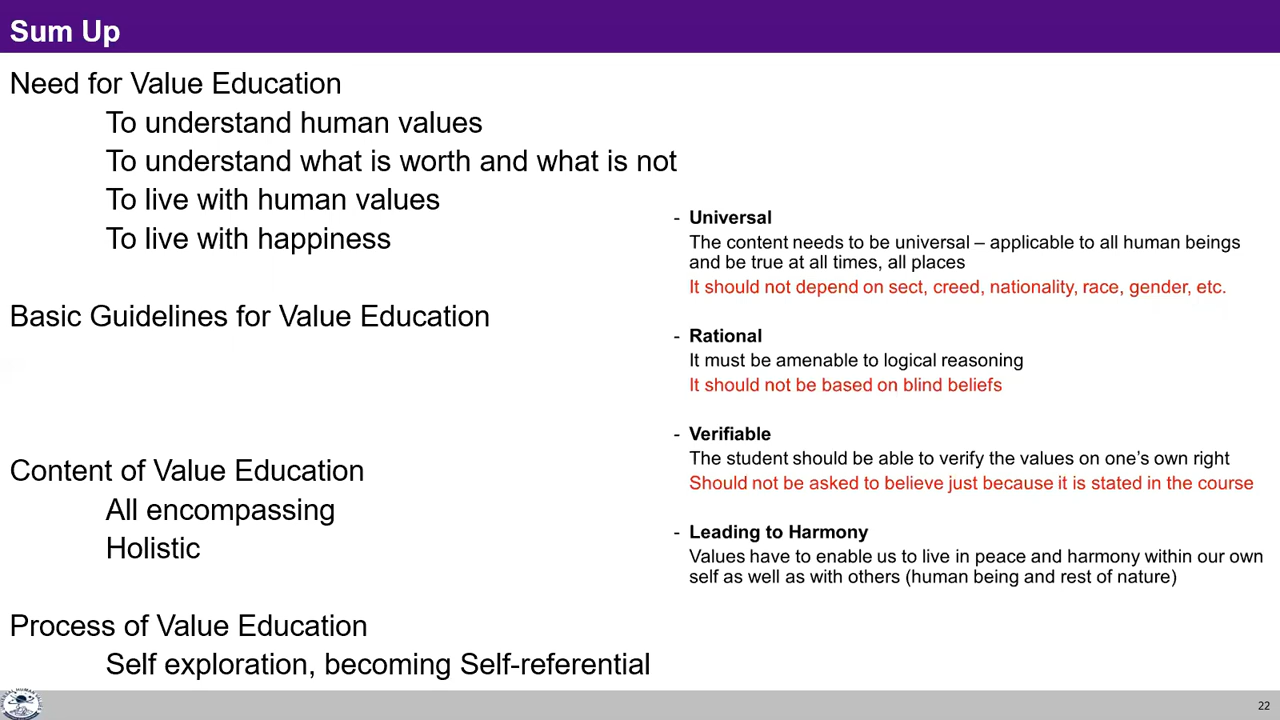 Sum Up
Need for Value Education
To understand human values
To understand what is worth and what is not
To live with human values
To live with happiness
Basic Guidelines for Value Education
- Universal
The content needs to be universal – applicable to all human beings
and be true at all times, all places
It should not depend on sect, creed, nationality, race, gender, etc.
- Rational
It must be amenable to logical reasoning
It should not be based on blind beliefs
- Verifiable
The student should be able to verify the values on one’s own right
Should not be asked to believe just because it is stated in the course
- Leading to Harmony
Values have to enable us to live in peace and harmony within our own
self as well as with others (human being and rest of nature)
Content of Value Education
All encompassing
Holistic
Process of Value Education
Self exploration, becoming Self-referential
22